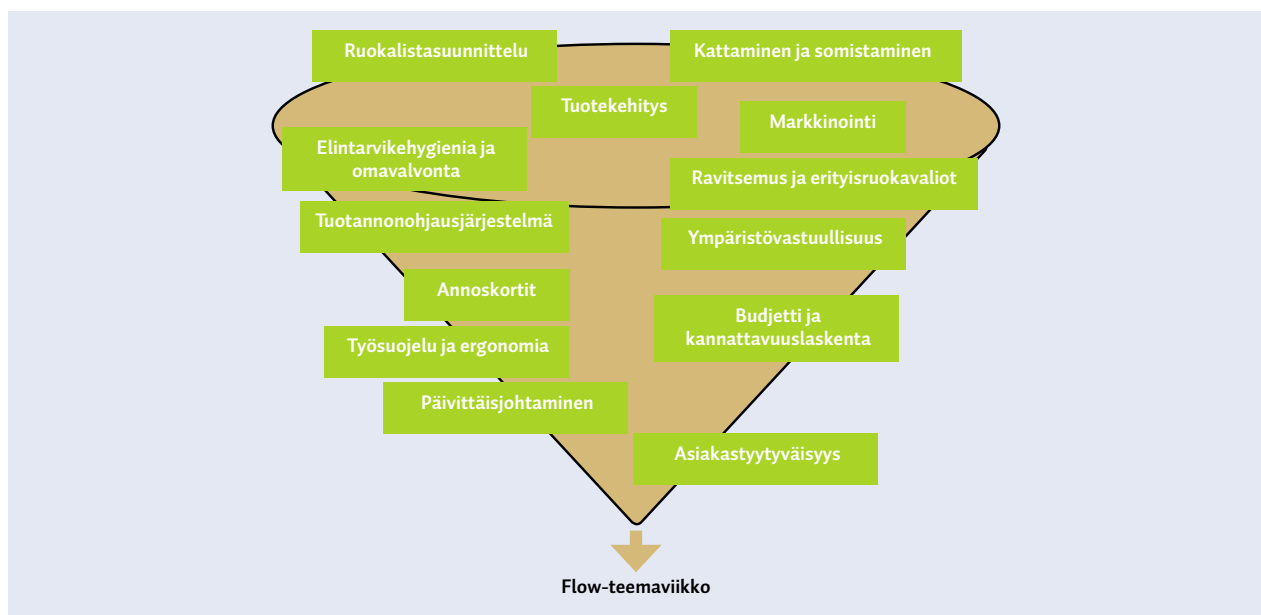 Ruokalistasuunnittelu
Kattaminen ja somistaminen
Tuotekehitys
Markkinointi
Elintarvikehygienia ja
omavalvonta
Ravitsemus ja erityisruokavaliot
Tuotannonohjausjärjestelmä
Ympäristövastuullisuus
Annoskortit
Budjetti ja
kannattavuuslaskenta
Työsuojelu ja ergonomia
Päivittäisjohtaminen
Asiakastyytyväisyys
Flow-teemaviikko